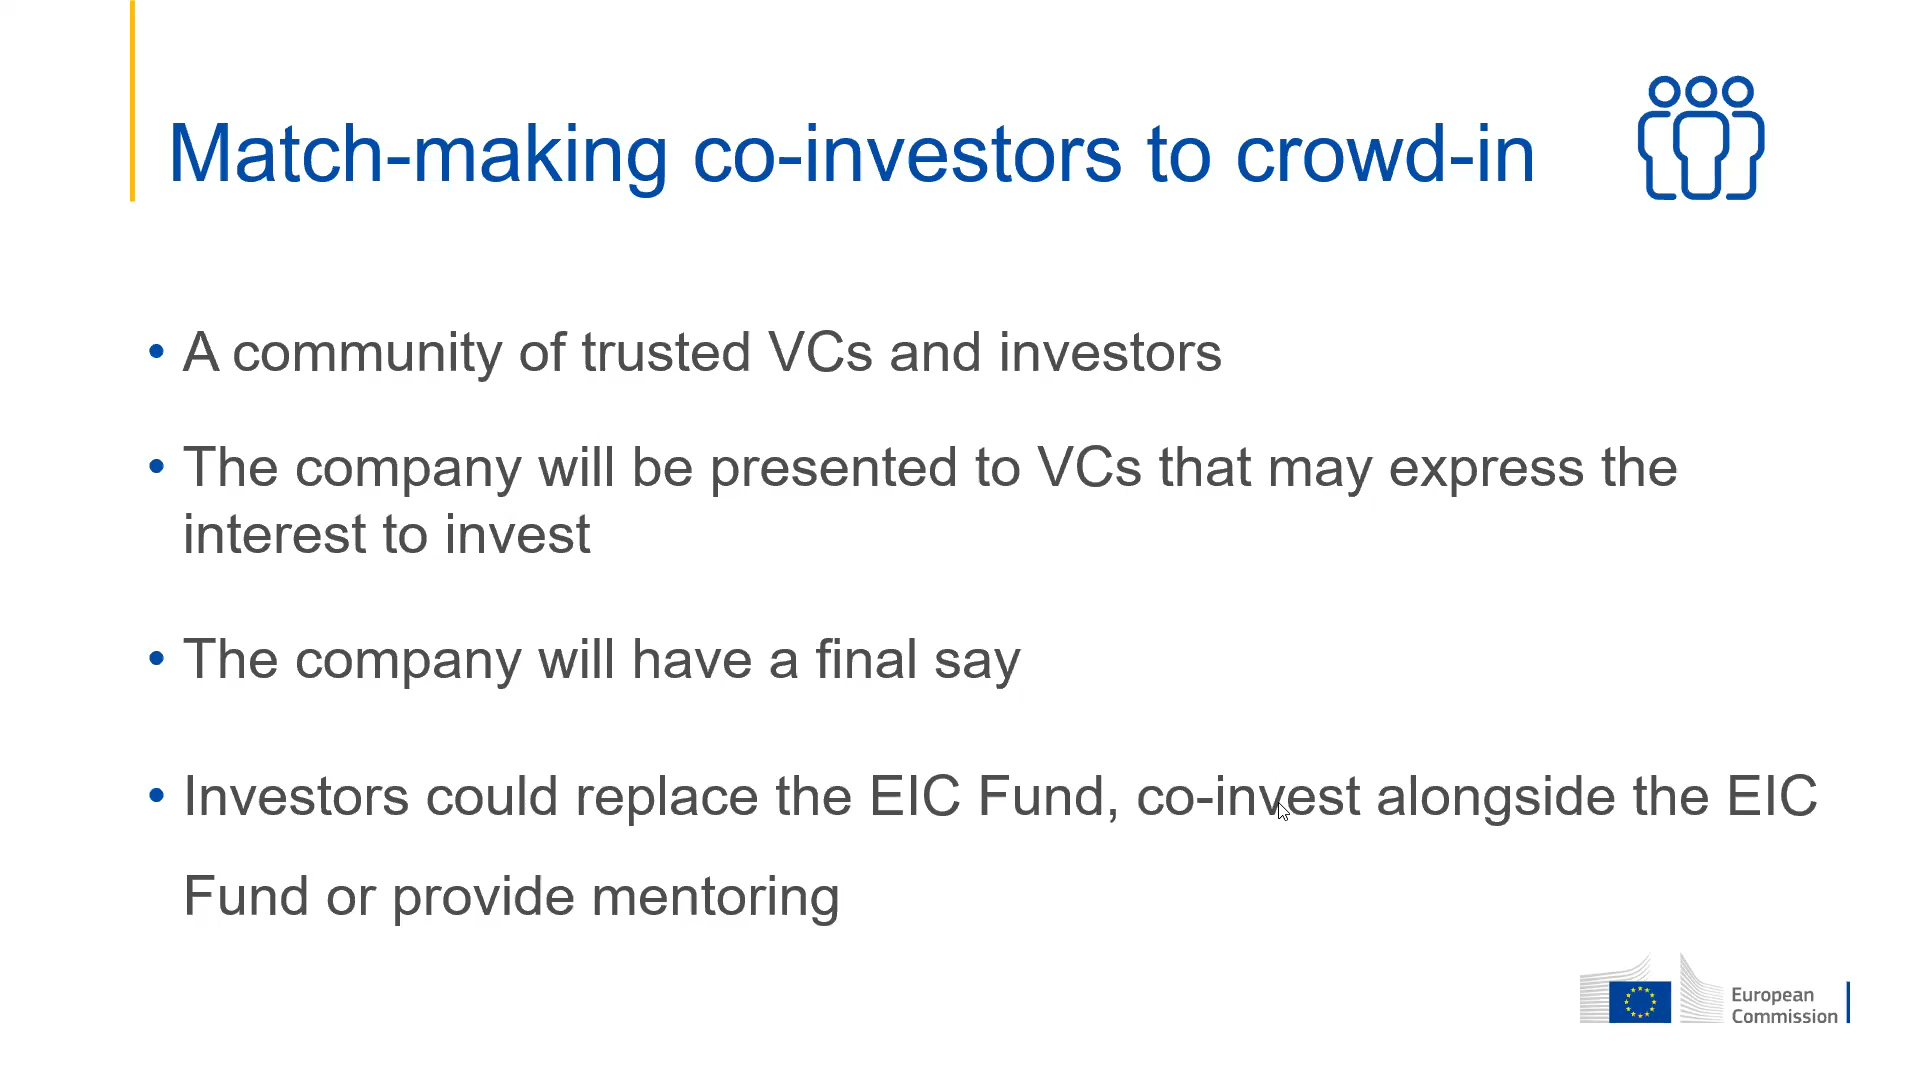 Match-making co-investors to crowd-in
• A community of trusted VCs and investors
• The company will be presented to VCs that may express the
interest to invest
• The company will have a final say
• Investors could replace the EIC Fund, co-invest alongside the EIC
Fund or provide mentoring
European
Commission